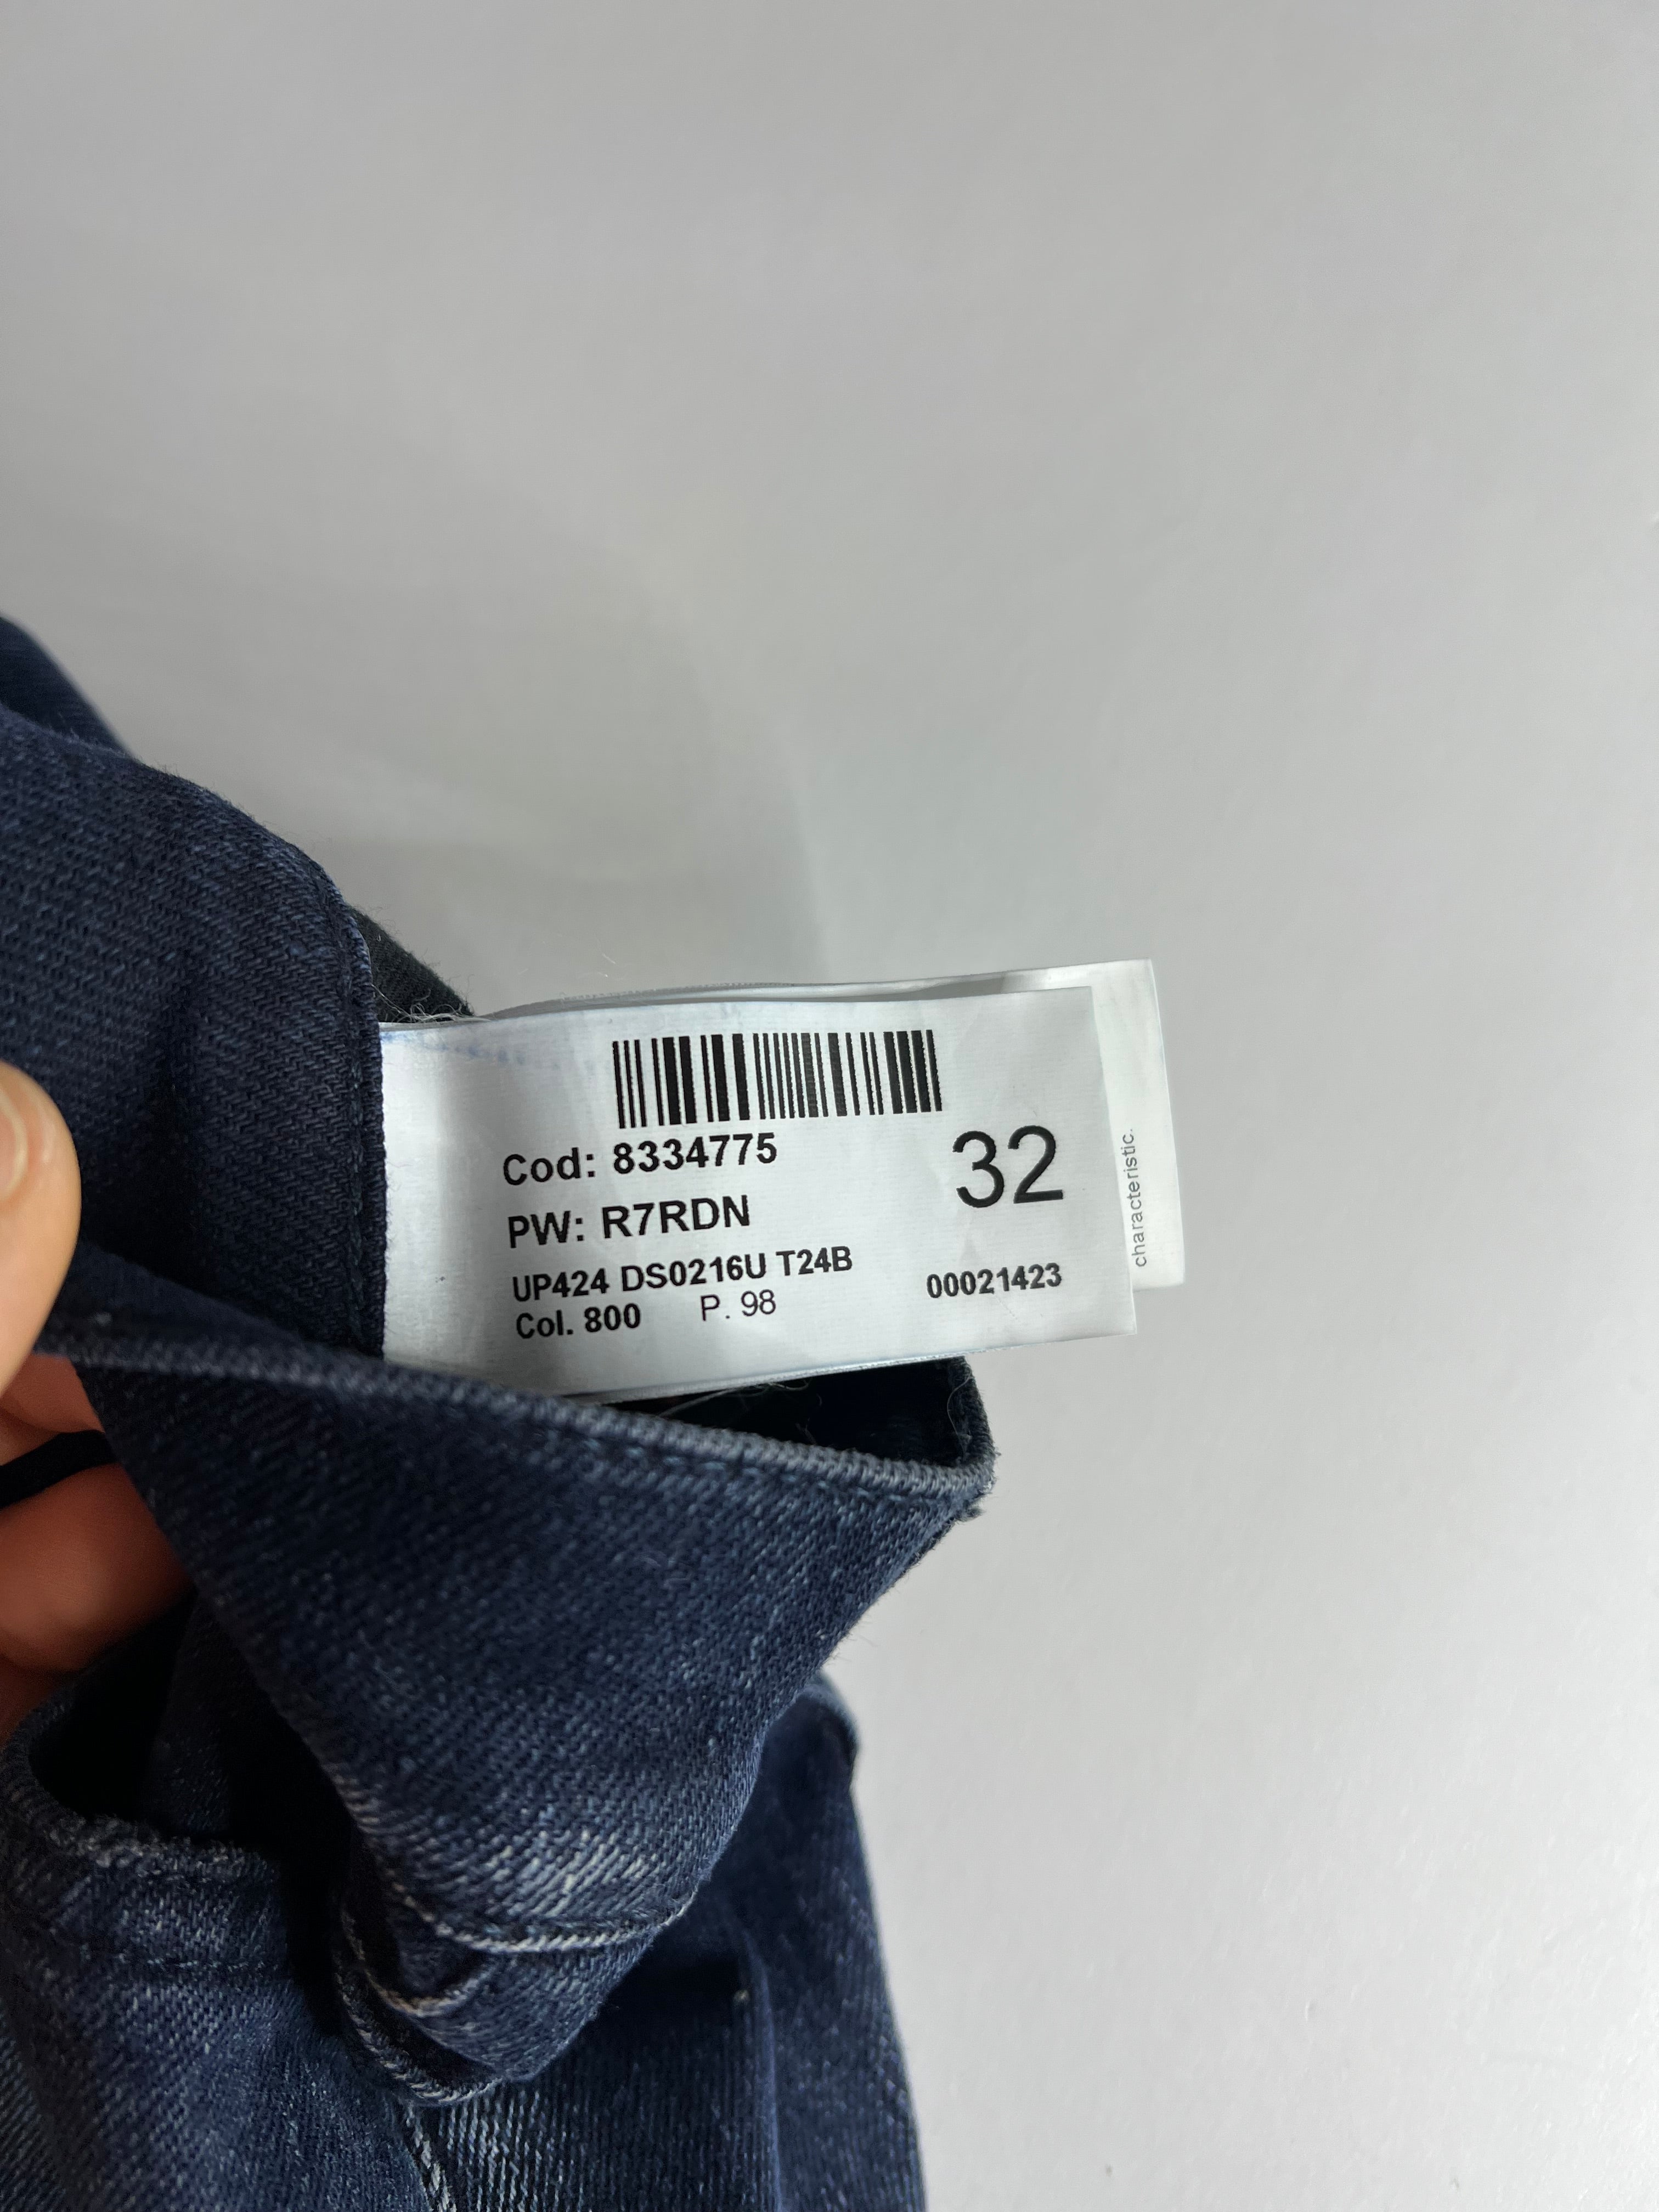 Cod: 8334775
PW: R7RDN
32
UP424 DS0216U T24B
Col. 800 P. 98
00021423
characteristic.